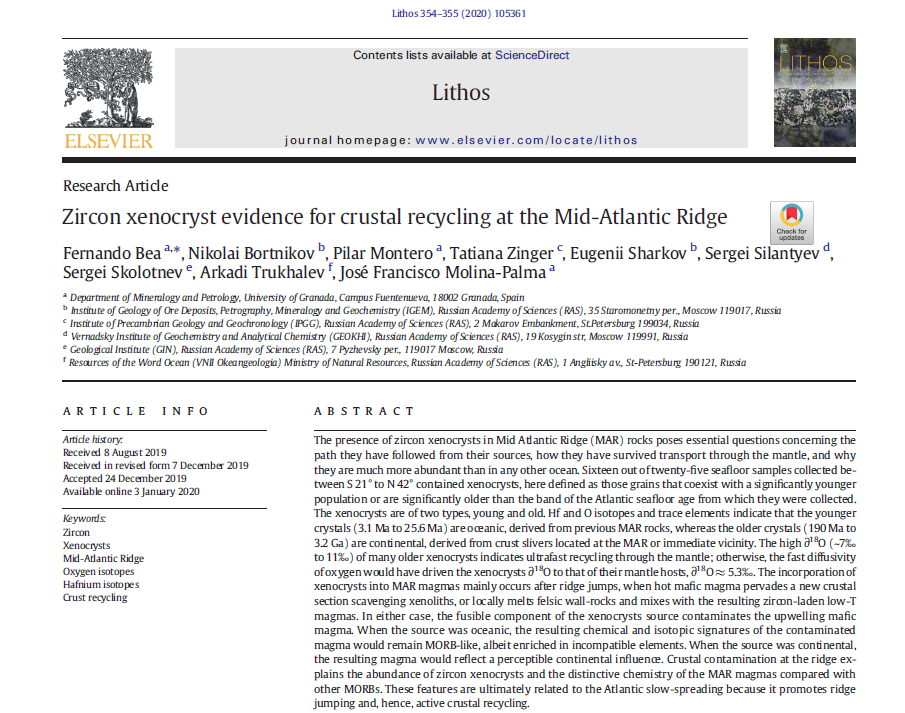 Lithos 354–355 (2020) 105361
Contents lists available at ScienceDirect
Lithos
journal homepage: www.elsevier.com/locate/lithos
ELSEVIER
LITHOS
Research Article
Zircon xenocryst evidence for crustal recycling at the Mid-Atlantic Ridge
Check for
updates
Fernando Bea a,*, Nikolai Bortnikov b, Pilar Montero a, Tatiana Zinger c, Eugenii Sharkov b, Sergei Silantyev d,
Sergei Skolotnev e, Arkadi Trukhalev f, José Francisco Molina-Palma a
a Department of Mineralogy and Petrology, University of Granada, Campus Fuentenueva, 18002 Granada, Spain
b Institute of Geology of Ore Deposits, Petrography, Mineralogy and Geochemistry (IGEM), Russian Academy of Sciences (RAS), 35 Staromonetny per., Moscow 119017, Russia
c Institute of Precambrian Geology and Geochronology (IPGG), Russian Academy of Sciences (RAS), 2 Makarov Embankment, St.Petersburg 199034, Russia
d Vernadsky Institute of Geochemistry and Analytical Chemistry (GEOKHI), Russian Academy of Sciences (RAS), 19 Kosygin str, Moscow 119991, Russia
e Geological Institute (GIN), Russian Academy of Sciences (RAS), 7 Pyzhevsky per., 119017 Moscow, Russia
f Resources of the Word Ocean (VNII Okeangeologia) Ministry of Natural Resources, Russian Academy of Sciences (RAS), 1 Angliisky av., St-Petersburg 190121, Russia
ARTICLE INFO
Article history:
Received 8 August 2019
Received in revised form 7 December 2019
Accepted 24 December 2019
Available online 3 January 2020
Keywords:
Zircon
Xenocrysts
Mid-Atlantic Ridge
Oxygen isotopes
Hafnium isotopes
Crust recycling
ABSTRACT
The presence of zircon xenocrysts in Mid Atlantic Ridge (MAR) rocks poses essential questions concerning the
path they have followed from their sources, how they have survived transport through the mantle, and why
they are much more abundant than in any other ocean. Sixteen out of twenty-five seafloor samples collected be-
tween S 21° to N 42° contained xenocrysts, here defined as those grains that coexist with a significantly younger
population or are significantly older than the band of the Atlantic seafloor age from which they were collected.
The xenocrysts are of two types, young and old. Hf and O isotopes and trace elements indicate that the younger
crystals (3.1 Ma to 25.6 Ma) are oceanic, derived from previous MAR rocks, whereas the older crystals (190 Ma to
3.2 Ga) are continental, derived from crust slivers located at the MAR or immediate vicinity. The high ∂18O (~7‰
to 11‰) of many older xenocrysts indicates ultrafast recycling through the mantle; otherwise, the fast diffusivity
of oxygen would have driven the xenocrysts ∂18O to that of their mantle hosts, ∂18O ≈ 5.3‰. The incorporation of
xenocrysts into MAR magmas mainly occurs after ridge jumps, when hot mafic magma pervades a new crustal
section scavenging xenoliths, or locally melts felsic wall-rocks and mixes with the resulting zircon-laden low-T
magmas. In either case, the fusible component of the xenocrysts source contaminates the upwelling mafic
magma. When the source was oceanic, the resulting chemical and isotopic signatures of the contaminated
magma would remain MORB-like, albeit enriched in incompatible elements. When the source was continental,
the resulting magma would reflect a perceptible continental influence. Crustal contamination at the ridge ex-
plains the abundance of zircon xenocrysts and the distinctive chemistry of the MAR magmas compared with
other MORBs. These features are ultimately related to the Atlantic slow-spreading because it promotes ridge
jumping and, hence, active crustal recycling.